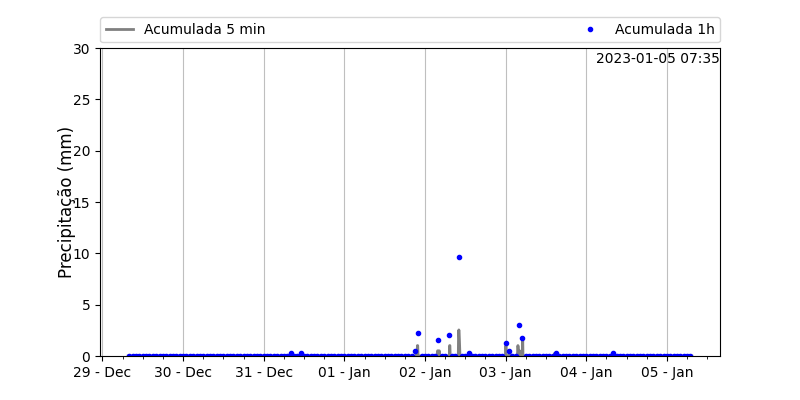 Acumulada 5 min
Acumulada 1h
2023-01-05 07:35
Precipitação (mm)
30
25
20
15
10
5
0
29 - Dec
30 - Dec
31 - Dec
01 - Jan
02 - Jan
03 - Jan
04 - Jan
05 - Jan